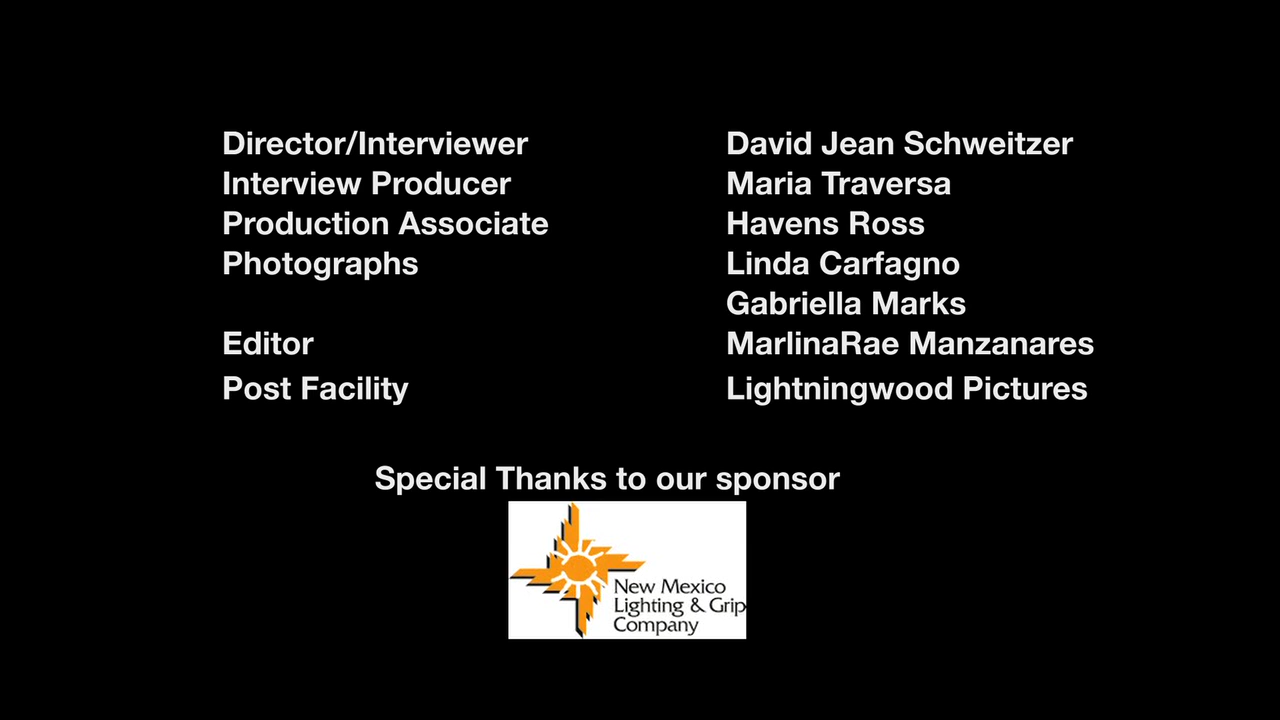 Director/Interviewer David Jean Schweitzer
Interview Producer Maria Traversa
Production Associate Havens Ross
Photographs Linda Carfagno
Gabriella Marks
Editor MarlinaRae Manzanares
Post Facility Lightningwood Pictures
Special Thanks to our sponsor
New Mexico
Lighting & Grip
Company